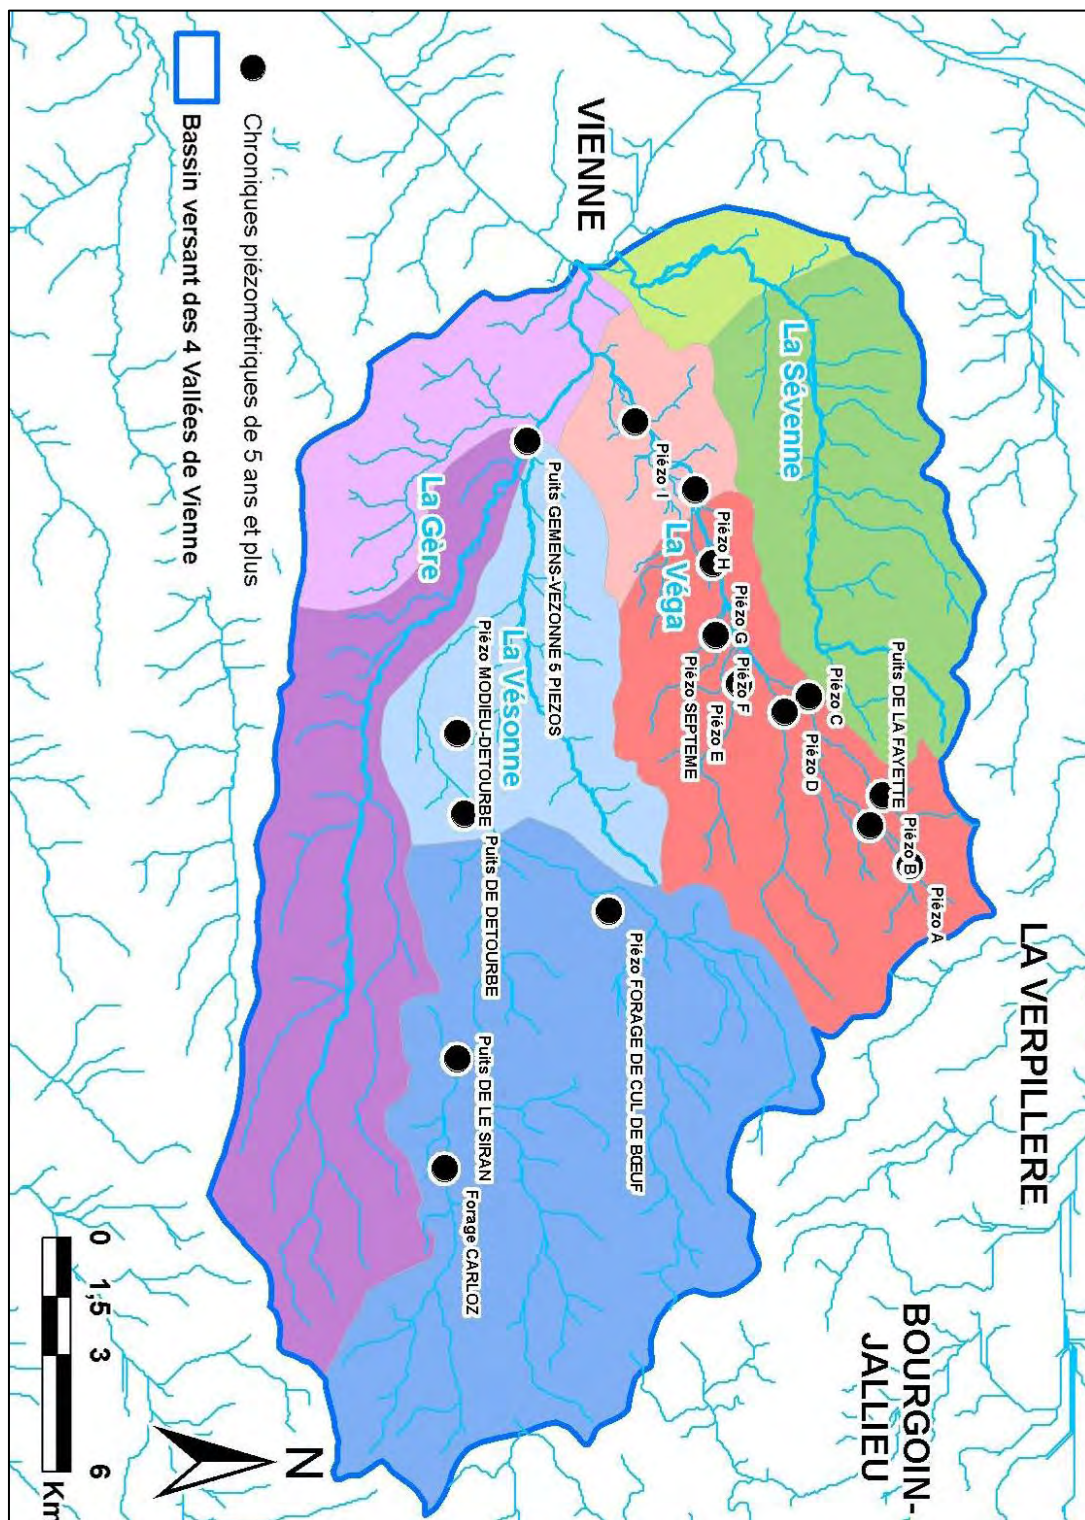 LA VERPILLERE
BOURGOIN-
JALLIEU
VIENNE
La Sévenne
Puits DE LA FAYETTE
Piézo A
Piézo B
Piézo C
Piézo D
Piézo E
Piézo F
Piézo G
Piézo SEPTEME
Piézo H
Piézo I
La Véga
Piézo FORAGE DE CUL DE BŒUF
Puits GEMENS-VEZONNE 5 PIEZOS
La Vésonne
Piézo MODIEU-DETOURBE
Puits DE DETOURBE
Puits DE LE SIRAN
Forage CARLOZ
La Gère
Chroniques piézométriques de 5 ans et plus
Bassin versant des 4 Vallées de Vienne
0 1,5 3 6
Km
N